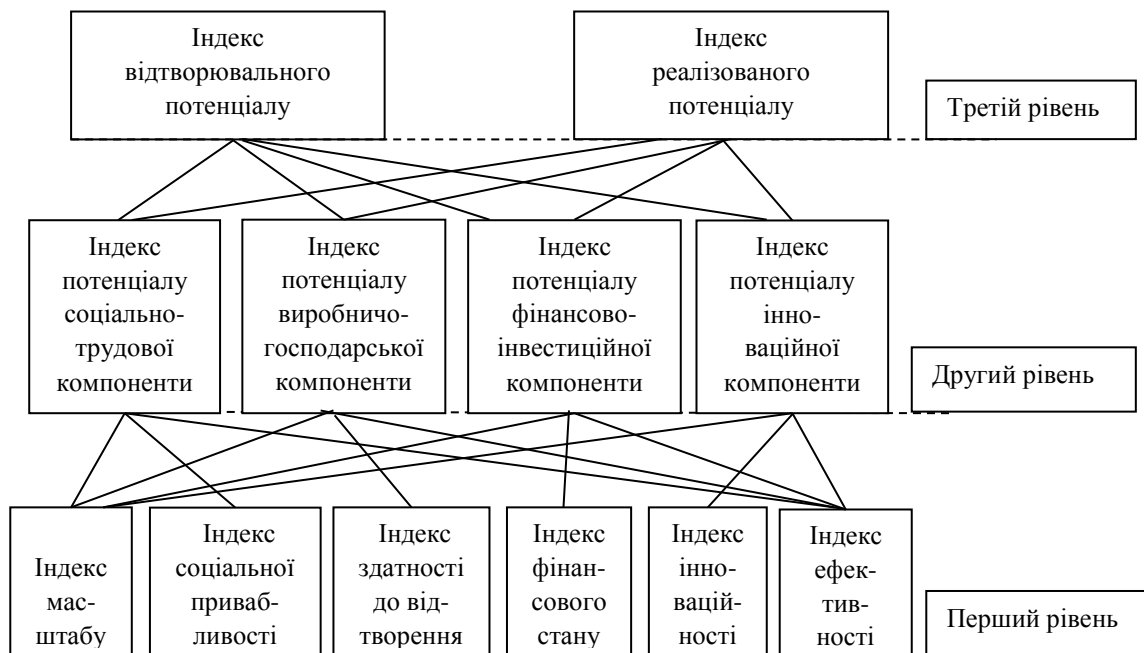 Індекс
відтворювального
потенціалу
Індекс
реалізованого
потенціалу
Третій рівень
Індекс
потенціалу
соціально-
трудової
компоненти
Індекс
потенціалу
виробничо-
господарської
компоненти
Індекс
потенціалу
фінансово-
інвестиційної
компоненти
Індекс
потенціалу
інно-
ваційної
компоненти
Другий рівень
Індекс
мас-
штабу
Індекс
соціальної
приваб-
ливості
Індекс
здатності
до від-
творення
Індекс
фінан-
сового
стану
Індекс
інно-
вацій-
ності
Індекс
ефек-
тив-
ності
Перший рівень